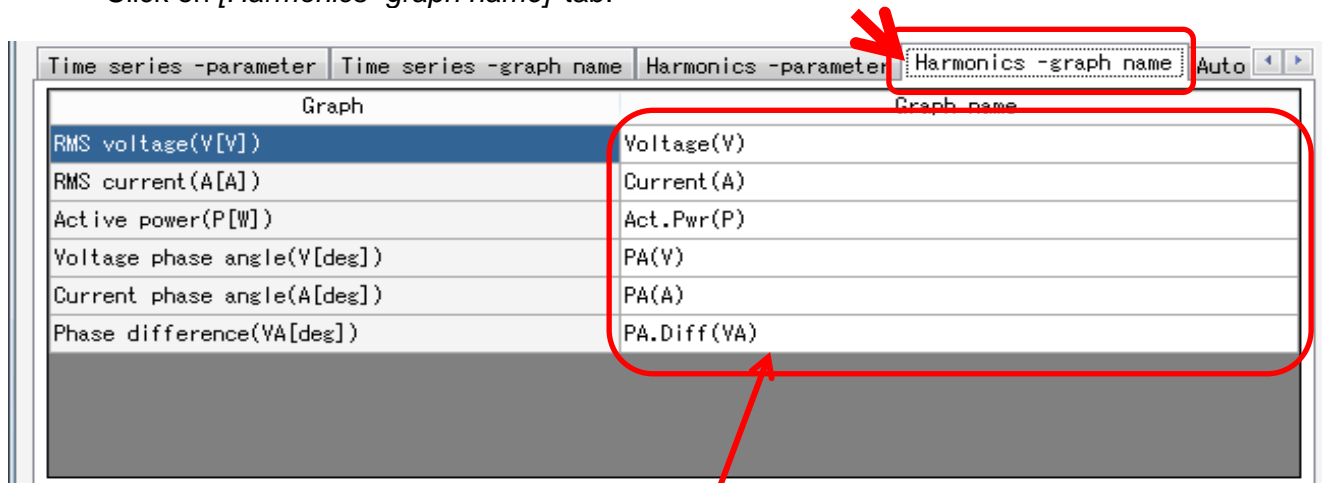 Click on [Harmonics -graph name] tab.
Time series -parameter Time series -graph name Harmonics -parameter Harmonics -graph name Auto
Graph Graph name
RMS voltage(V[V]) Voltage(V)
RMS current(A[A]) Current(A)
Active power(P[W]) Act.Pwr(P)
Voltage phase angle(V[deg]) PA(V)
Current phase angle(A[deg]) PA(A)
Phase difference(VA[deg]) PA.Diff(VA)